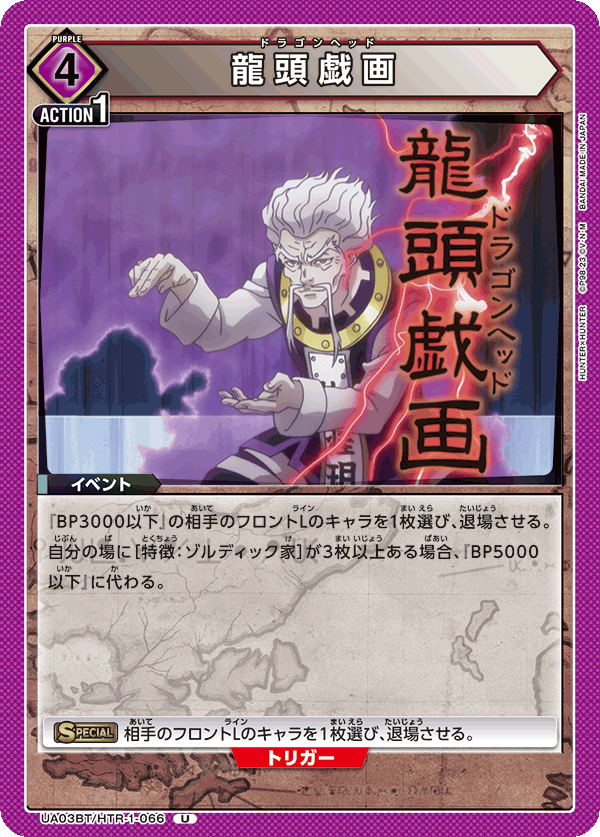 PURPLE
4
ドラゴンヘッド
龍頭戯画
ACTION 1
龍頭戯画
ドラゴンヘッド
HUNTER×HUNTER ©P98-23 ©V・N・M BANDAI MADE IN JAPAN
イベント
『BP3000以下』の相手のフロントLのキャラを1枚選び、退場させる。
自分の場に[特徴:ゾルディック家]が3枚以上ある場合、『BP5000
以下』に代わる。
SPECIAL 相手のフロントLのキャラを1枚選び、退場させる。
トリガー
UA03BT/HTR-1-066 U